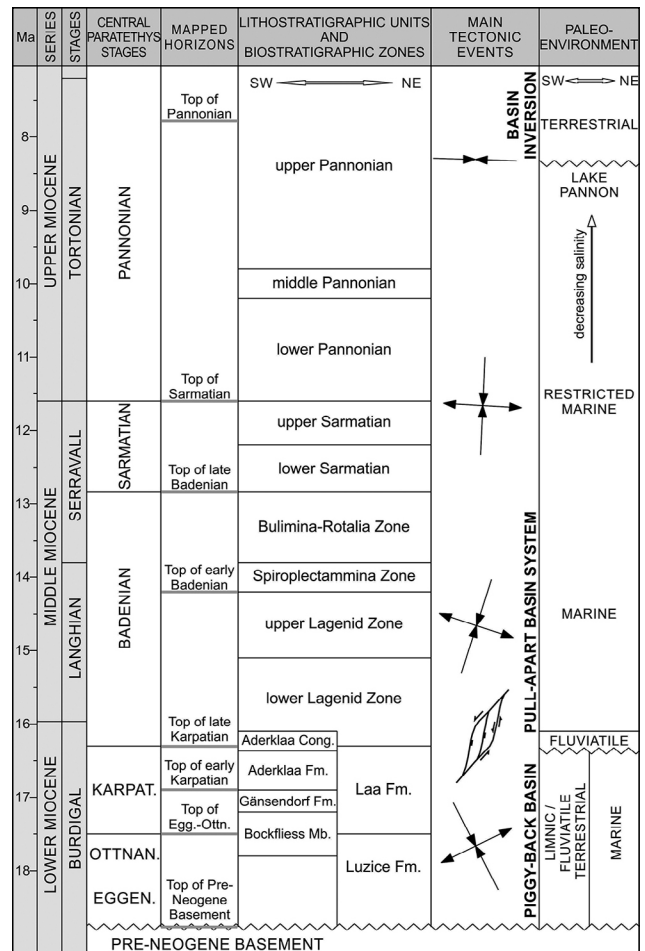 Ma
SERIES
STAGES
CENTRAL
PARATETHYS
STAGES
MAPPED
HORIZONS
LITHOSTRATIGRAPHIC UNITS
AND
BIOSTRATIGRAPHIC ZONES
MAIN
TECTONIC
EVENTS
PALEO-
ENVIRONMENT
8
9
10
11
12
13
14
15
16
17
18
UPPER MIOCENE
MIDDLE MIOCENE
LOWER MIOCENE
TORTONIAN
SERRAVALL
LANGHIAN
BURDIGAL
PANNONIAN
SARMATIAN
BADENIAN
KARPAT.
OTTNAN.
EGGEN.
Top of
Pannonian
Top of
Sarmatian
Top of late
Badenian
Top of early
Badenian
Top of late
Karpatian
Top of early
Karpatian
Top of
Egg.-Ottn.
Top of Pre-
Neogene
Basement
SW NE
upper Pannonian
middle Pannonian
lower Pannonian
upper Sarmatian
lower Sarmatian
Bulimina-Rotalia Zone
Spiroplectammina Zone
upper Lagenid Zone
lower Lagenid Zone
Aderklaa Cong.
Aderklaa Fm.
Gänsendorf Fm.
Bockfliess Mb.
Laa Fm.
Luzice Fm.
BASIN
INVERSION
PULL-APART BASIN SYSTEM
PIGGY-BACK BASIN
SW NE
TERRESTRIAL
LAKE
PANNON
decreasing salinity
RESTRICTED
MARINE
MARINE
FLUVIATILE
LIMNIC /
FLUVIATILE
TERRESTRIAL
MARINE
PRE-NEOGENE BASEMENT